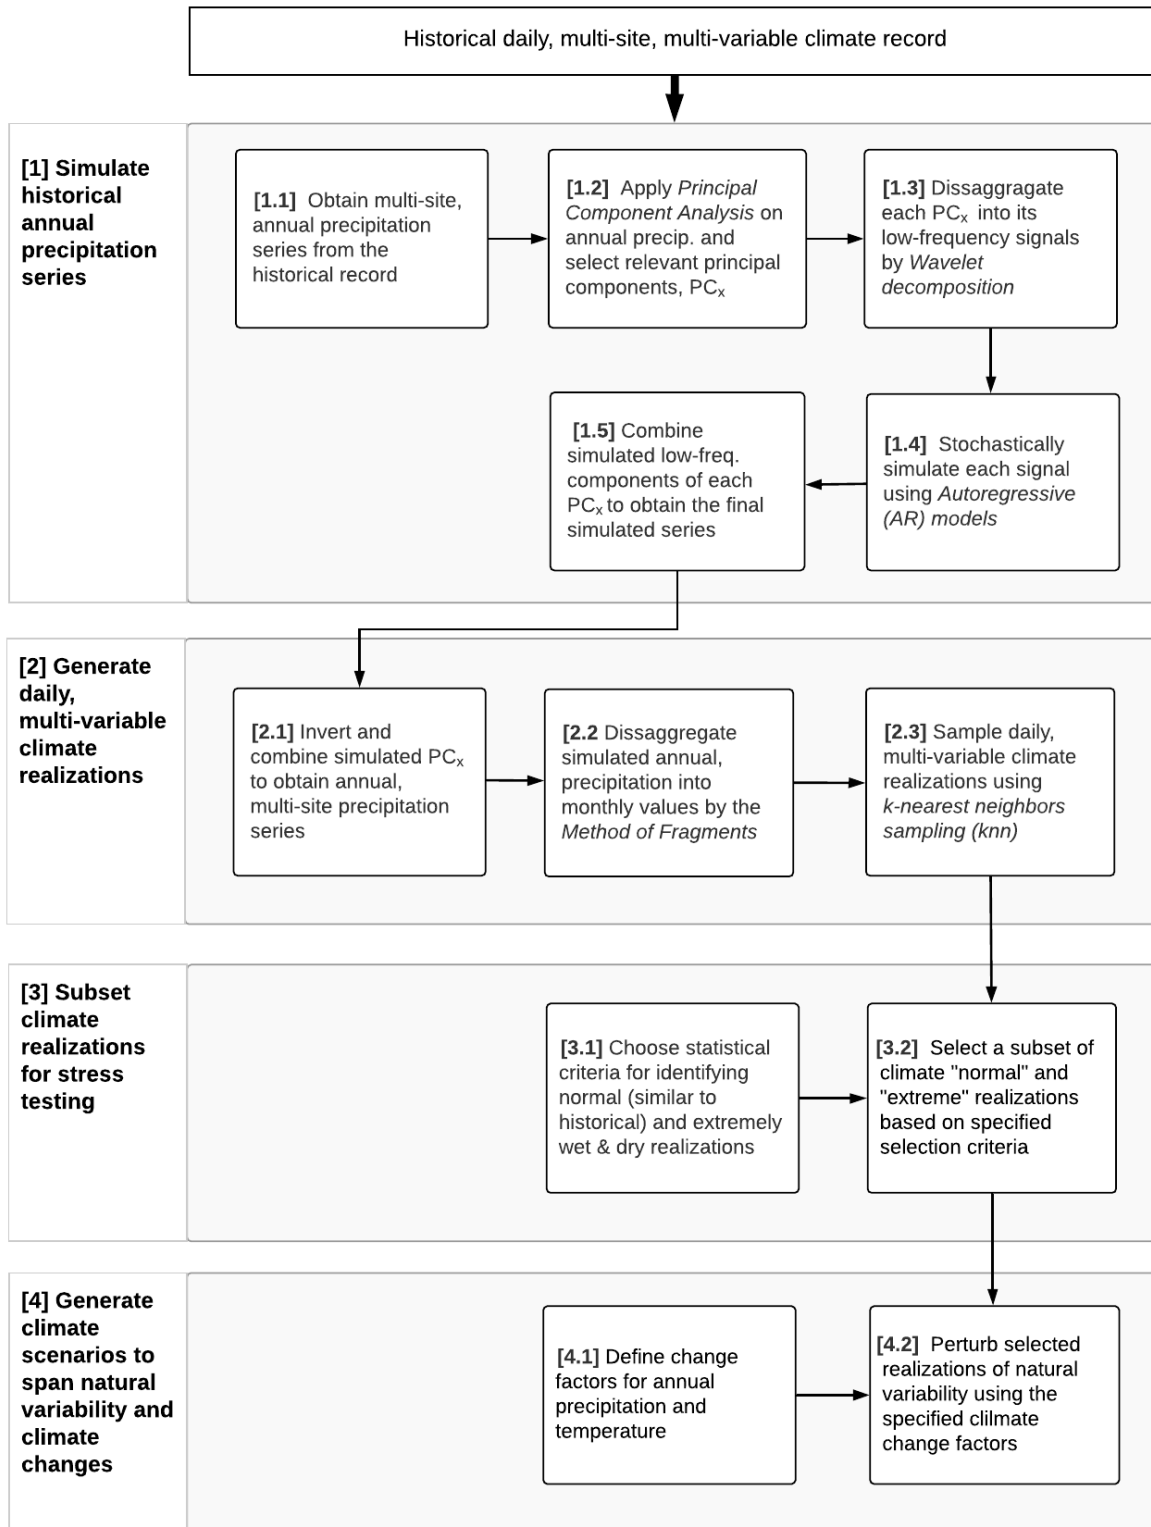 Historical daily, multi-site, multi-variable climate record
[1] Simulate
historical
annual
precipitation
series
[1.1] Obtain multi-site,
annual precipitation
series from the
historical record
[1.2] Apply Principal
Component Analysis on
annual precip. and
select relevant principal
components, PCx
[1.3] Dissaggragate
each PCx into its
low-frequency signals
by Wavelet
decomposition
[1.4] Stochastically
simulate each signal
using Autoregressive
(AR) models
[1.5] Combine
simulated low-freq.
components of each
PCx to obtain the final
simulated series
[2] Generate
daily,
multi-variable
climate
realizations
[2.1] Invert and
combine simulated PCx
to obtain annual,
multi-site precipitation
series
[2.2 Dissaggregate
simulated annual,
precipitation into
monthly values by the
Method of Fragments
[2.3] Sample daily,
multi-variable climate
realizations using
k-nearest neighbors
sampling (knn)
[3] Subset
climate
realizations
for stress
testing
[3.1] Choose statistical
criteria for identifying
normal (similar to
historical) and extremely
wet & dry realizations
[3.2] Select a subset of
climate "normal" and
"extreme" realizations
based on specified
selection criteria
[4] Generate
climate
scenarios to
span natural
variability and
climate
changes
[4.1] Define change
factors for annual
precipitation and
temperature
[4.2] Perturb selected
realizations of natural
variability using the
specified clilmate
change factors